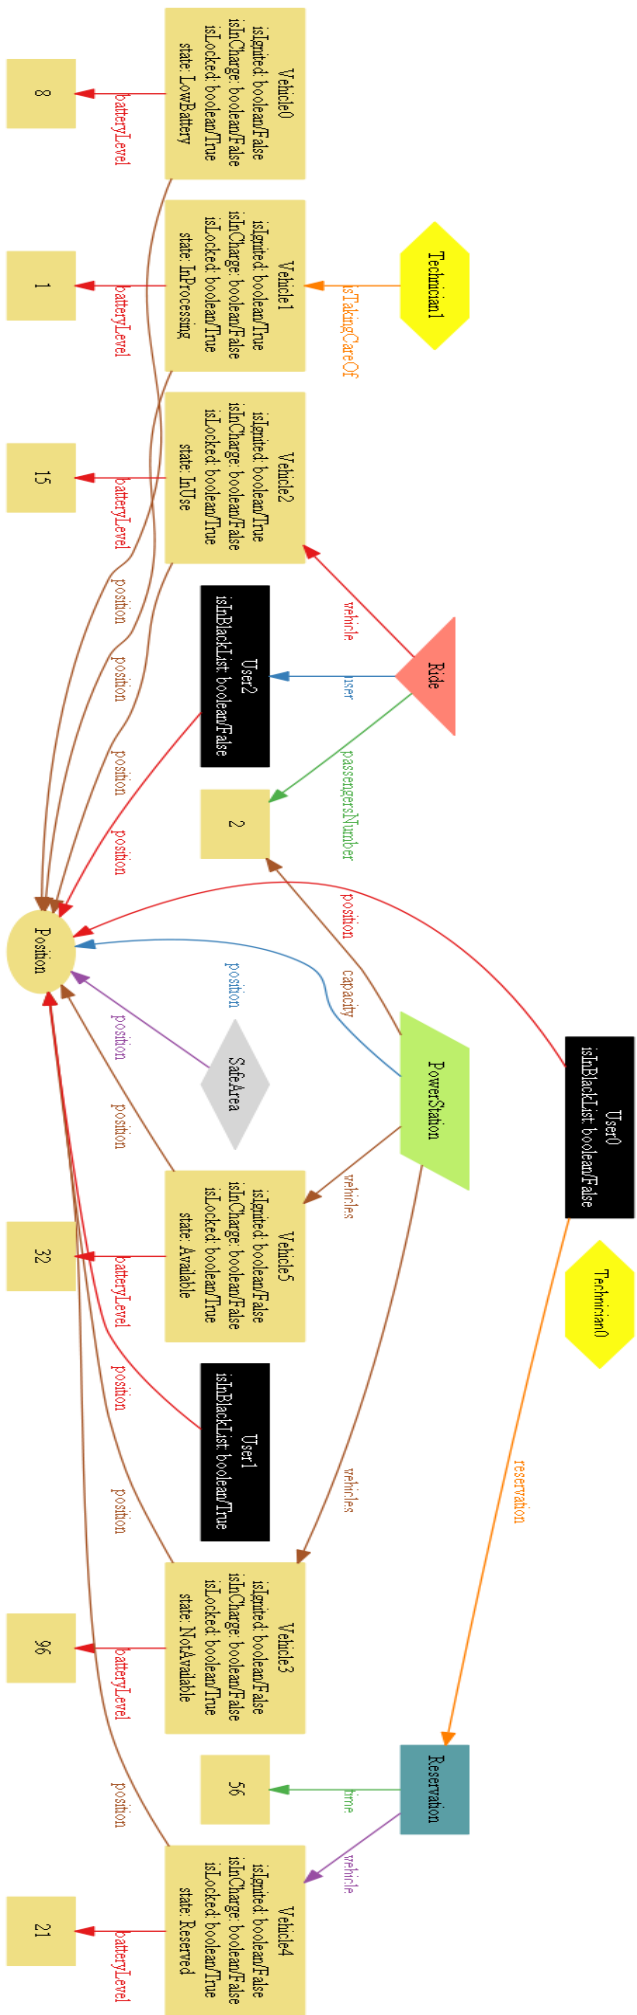 User0
isInBlackList: boolean/False
Technician0
reservation
Technician1
Ride
PowerStation
Reservation
isTakingCareOf
vehicle
user
passengersNumber
position
capacity
vehicles
vehicles
time
vehicle
Vehicle0
isIgnited: boolean/False
isInCharge: boolean/False
isLocked: boolean/True
state: LowBattery
Vehicle1
isIgnited: boolean/True
isInCharge: boolean/False
isLocked: boolean/True
state: InProcessing
Vehicle2
isIgnited: boolean/True
isInCharge: boolean/False
isLocked: boolean/True
state: InUse
User2
isInBlackList: boolean/False
2
position
SafeArea
Vehicle5
isIgnited: boolean/False
isInCharge: boolean/False
isLocked: boolean/True
state: Available
User1
isInBlackList: boolean/True
Vehicle3
isIgnited: boolean/False
isInCharge: boolean/False
isLocked: boolean/True
state: NotAvailable
56
Vehicle4
isIgnited: boolean/False
isInCharge: boolean/False
isLocked: boolean/True
state: Reserved
batteryLevel
batteryLevel
batteryLevel
position
position
position
position
position
position
batteryLevel
position
position
batteryLevel
position
batteryLevel
8
1
15
Position
32
96
21